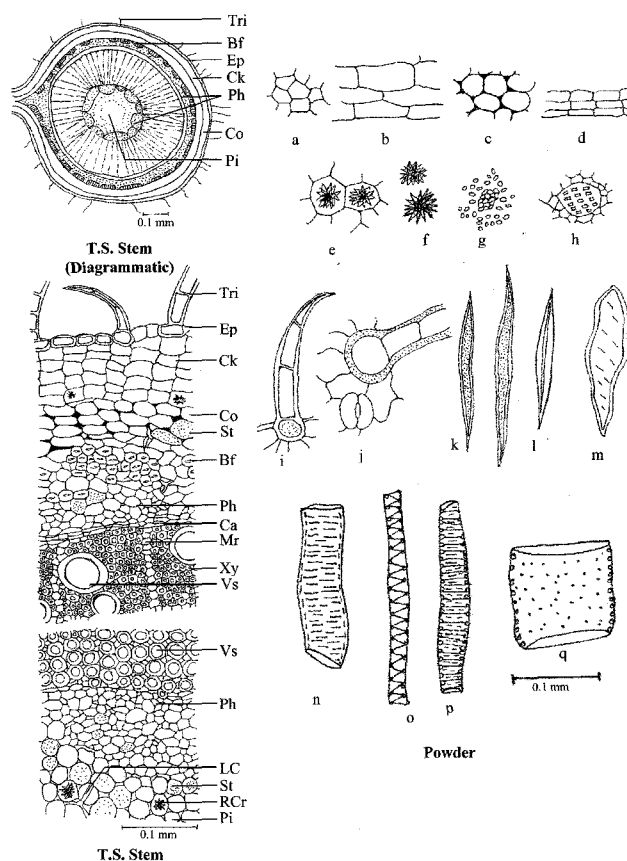 Tri
Bf
Ep
Ck
Ph
Co
Pi
0.1 mm
T.S. Stem
(Diagrammatic)
a b c d
e f g h
Tri
Ep
Ck
Co
St
Bf
Ph
Ca
Mr
Xy
Vs
i j k l m
Vs
Ph
LC
St
RCr
Pi
0.1 mm
T.S. Stem
n o p q
0.1 mm
Powder